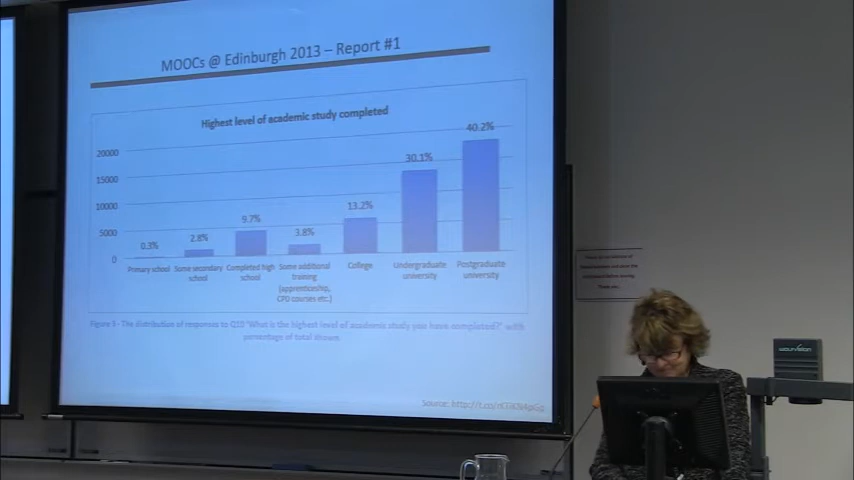 MOOCs @ Edinburgh 2013 – Report #1
Highest level of academic study completed
20000
15000
10000
5000
0
0.3%
2.8%
9.7%
3.8%
13.2%
30.1%
40.2%
Primary school
Some secondary
school
Completed high
school
Some additional
training
(apprenticeship,
CPD courses etc.)
College
Undergraduate
university
Postgraduate
university
Figure 3 - The distribution of responses to Q19 'What is the highest level of academic study you have completed?' with
percentage of total shown
Source: http://t.co/
wolfvision